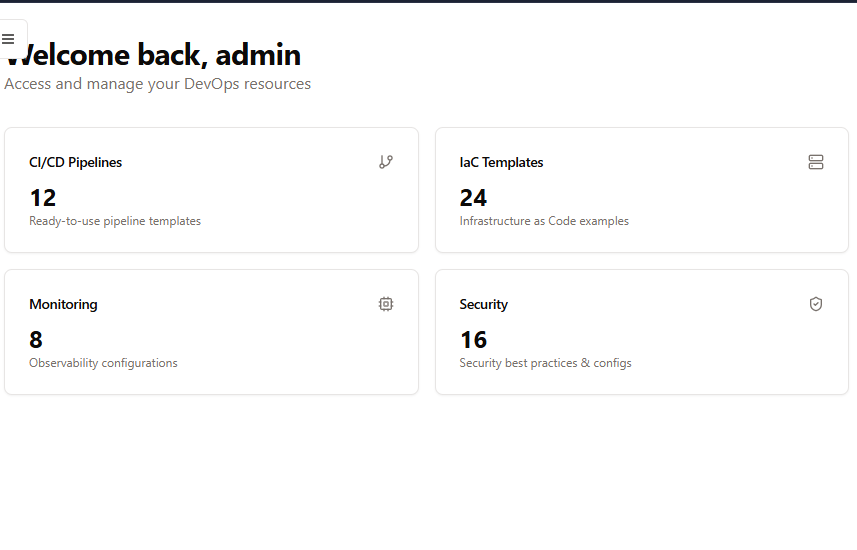 Welcome back, admin
Access and manage your DevOps resources
CI/CD Pipelines
12
Ready-to-use pipeline templates
IaC Templates
24
Infrastructure as Code examples
Monitoring
8
Observability configurations
Security
16
Security best practices & configs